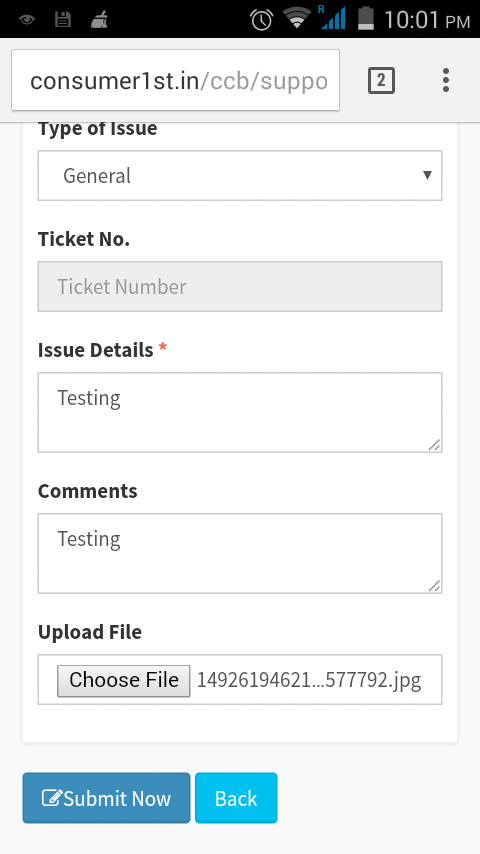 R
10:01 PM
consumer1st.in/ccb/suppo
2
Type of Issue
General
Ticket No.
Ticket Number
Issue Details *
Testing
Comments
Testing
Upload File
Choose File 14926194621...577792.jpg
Submit Now Back